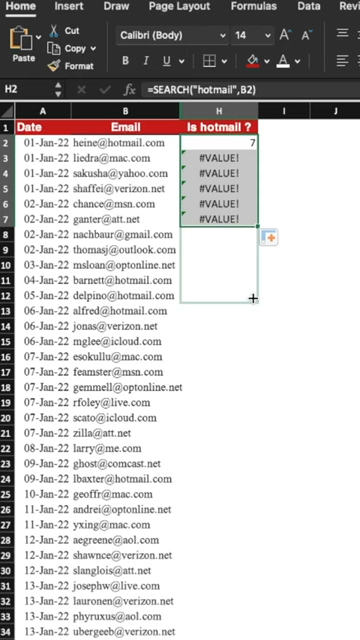 Home Insert Draw Page Layout Formulas Data
Cut
Copy
Paste
Format
Calibri (Body) 14 A A
B I U A
H2 fx =SEARCH("hotmail",B2)
A B H I J
1 Date Email Is hotmail ?
2 01-Jan-22 heine@hotmail.com 7
3 01-Jan-22 liedra@mac.com #VALUE!
4 01-Jan-22 sakusha@yahoo.com #VALUE!
5 01-Jan-22 shaffei@verizon.net #VALUE!
6 02-Jan-22 chance@msn.com #VALUE!
7 02-Jan-22 ganter@att.net #VALUE!
8 02-Jan-22 nachbaur@gmail.com
9 02-Jan-22 thomasj@outlook.com
10 03-Jan-22 msloan@optonline.net
11 04-Jan-22 barnett@hotmail.com
12 05-Jan-22 delpino@hotmail.com
13 06-Jan-22 alfred@hotmail.com
14 06-Jan-22 jonas@verizon.net
15 06-Jan-22 mglee@icloud.com
16 07-Jan-22 esokullu@mac.com
17 07-Jan-22 feamster@msn.com
18 07-Jan-22 gemmell@optonline.net
19 07-Jan-22 rfoley@live.com
20 07-Jan-22 scato@icloud.com
21 07-Jan-22 zilla@att.net
22 08-Jan-22 larry@me.com
23 09-Jan-22 ghost@comcast.net
24 09-Jan-22 lbaxter@hotmail.com
25 10-Jan-22 geoffr@mac.com
26 11-Jan-22 andrei@optonline.net
27 11-Jan-22 yxing@mac.com
28 12-Jan-22 aegreene@aol.com
29 12-Jan-22 shawnce@verizon.net
30 12-Jan-22 slanglois@att.net
31 13-Jan-22 josephw@live.com
32 13-Jan-22 lauronen@verizon.net
33 13-Jan-22 phyruxus@aol.com
34 13-Jan-22 ubergeeb@verizon.net